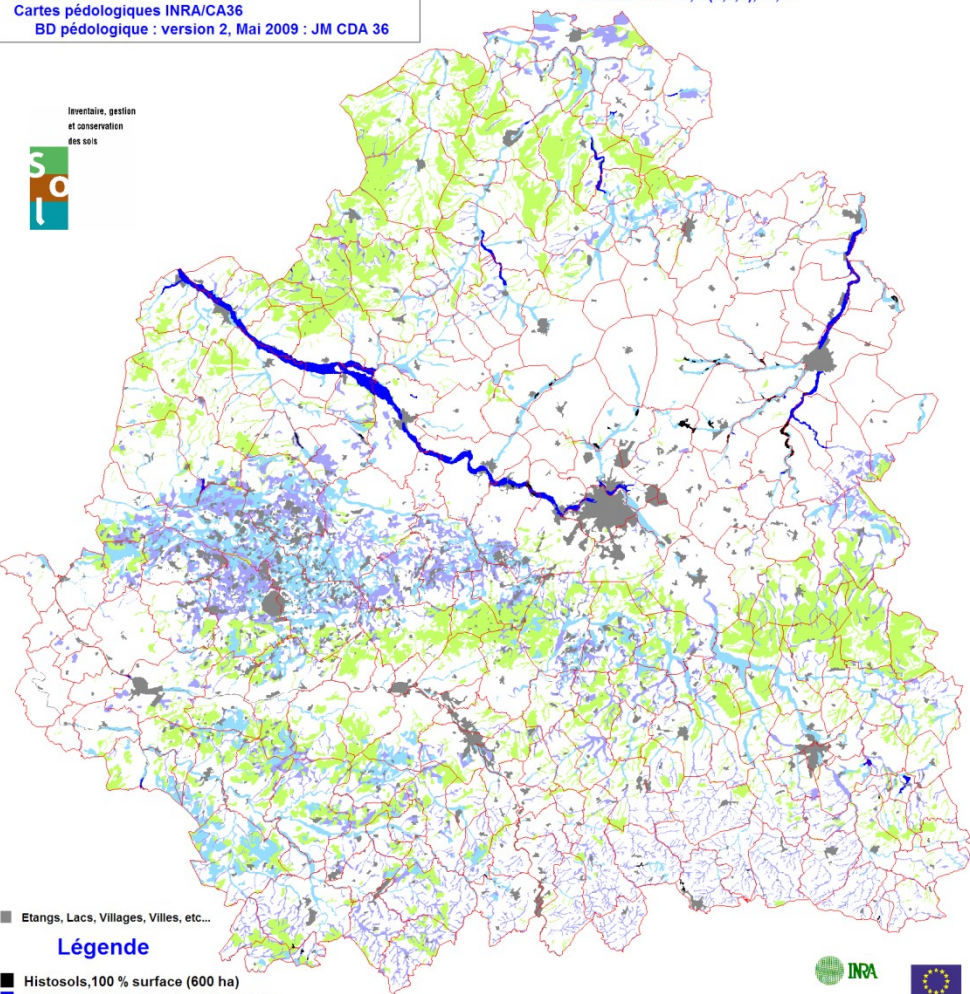 Cartes pédologiques INRA/CA36
BD pédologique : version 2, Mai 2009 : JM CDA 36
Inventaire, gestion
et conservation
des sols
Sol
Etangs, Lacs, Villages, Villes, etc...
Légende
Histosols,100 % surface (600 ha)
INRA